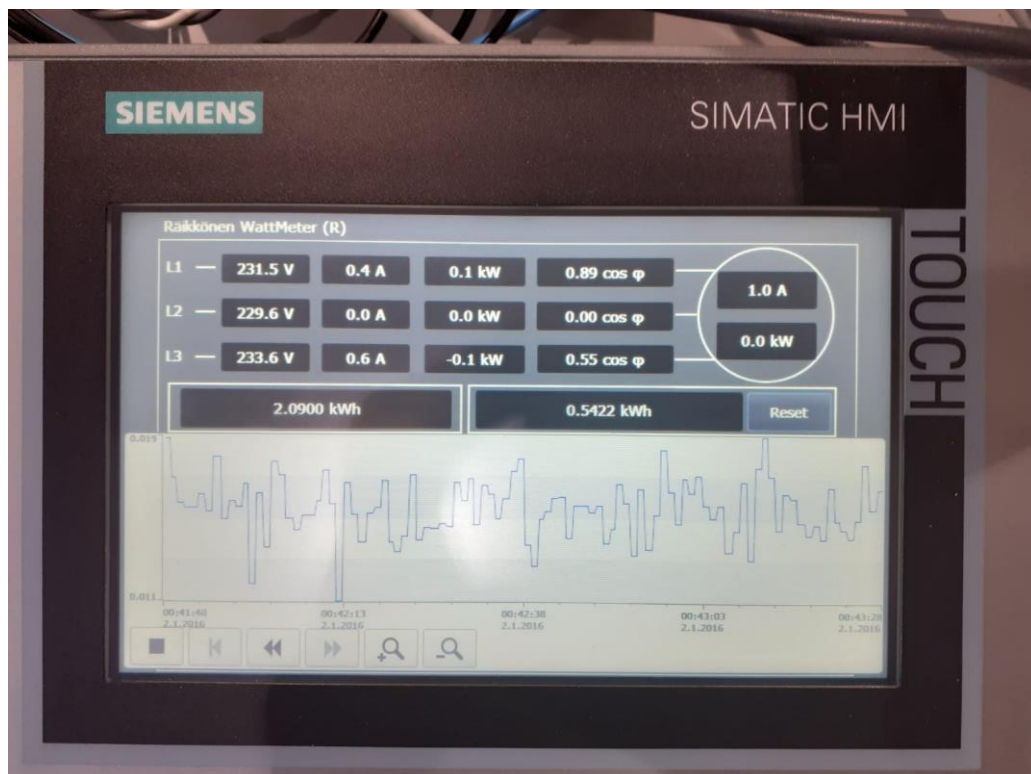 SIEMENS
SIMATIC HMI
TOUCH
Räikkönen WattMeter (R)
L1 231.5 V 0.4 A 0.1 kW 0.89 cos φ
1.0 A
L2 229.6 V 0.0 A 0.0 kW 0.00 cos φ
0.0 kW
L3 233.6 V 0.6 A -0.1 kW 0.55 cos φ
2.0900 kWh 0.5422 kWh Reset
0.019
0.011
00:41:48 00:42:13 00:42:38 00:43:03 00:43:28
2.1.2016 2.1.2016 2.1.2016 2.1.2016 2.1.2016